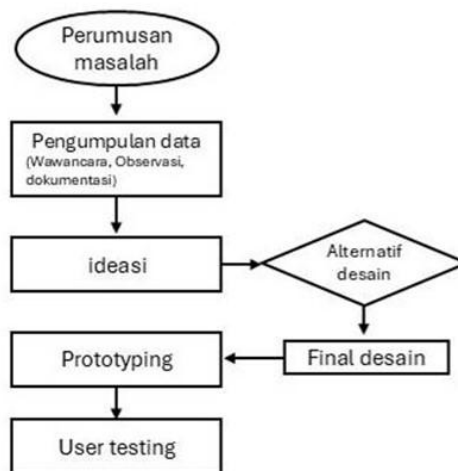 Perumusan
masalah
Pengumpulan data
(Wawancara, Observasi,
dokumentasi)
ideasi
Alternatif
desain
Final desain
Prototyping
User testing